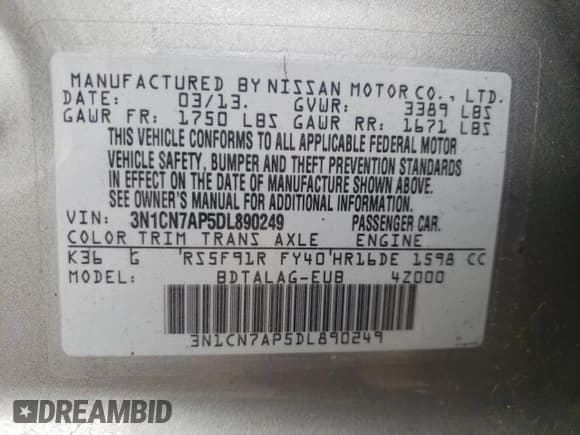 MANUFACTURED BY NISSAN MOTOR CO., LTD.
DATE: 03/13. GVWR: 3389 LBS
GAWR FR: 1750 LBS GAWR RR: 1671 LBS
THIS VEHICLE CONFORMS TO ALL APPLICABLE FEDERAL MOTOR
VEHICLE SAFETY, BUMPER AND THEFT PREVENTION STANDARDS
IN EFFECT ON THE DATE OF MANUFACTURE SHOWN ABOVE.
SEE OWNER'S MANUAL FOR ADDITIONAL INFORMATION.
VIN: 3N1CN7AP5DL890249 PASSENGER CAR.
COLOR TRIM TRANS AXLE ENGINE
K36 RS5F91R FY40 HR16DE 1598 CC
MODEL: BDTALAG-EUB 4Z000
3N1CN7AP5DL890249
DREAMBID